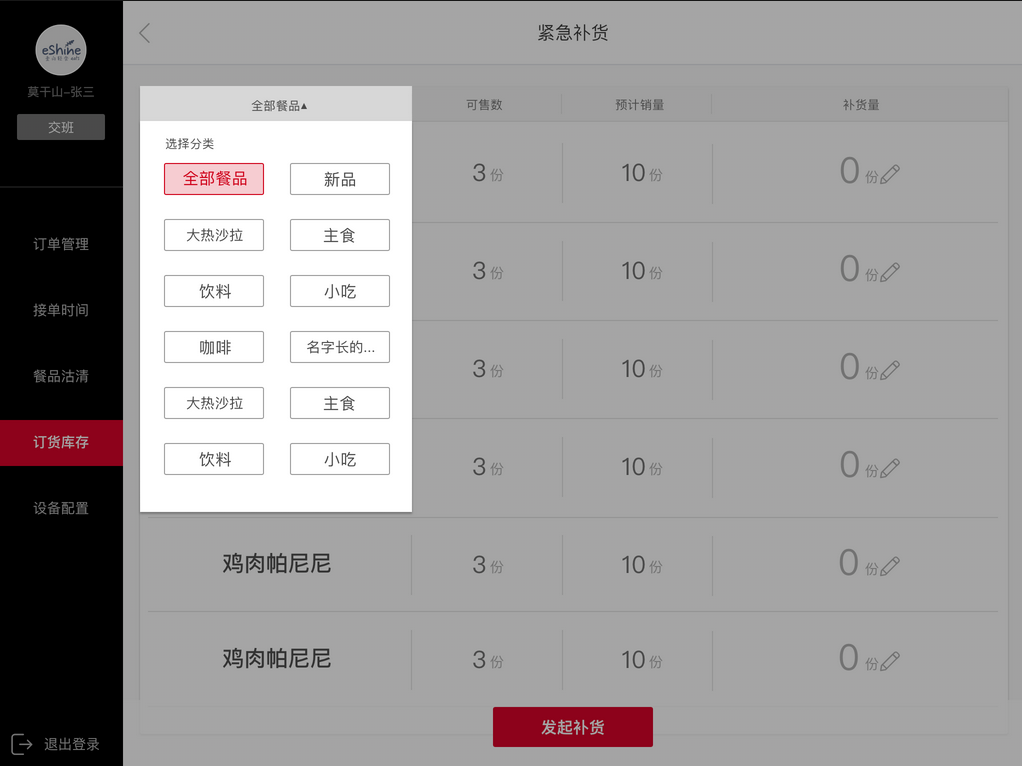 eShine
莫干山-张三
交班
订单管理
接单时间
餐品沽清
订货库存
设备配置
退出登录
紧急补货
全部餐品▲ 可售数 预计销量 补货量
选择分类
全部餐品 新品
大热沙拉 主食
饮料 小吃
咖啡 名字长的...
大热沙拉 主食
饮料 小吃
3份 10份 0份
3份 10份 0份
3份 10份 0份
3份 10份 0份
鸡肉帕尼尼 3份 10份 0份
鸡肉帕尼尼 3份 10份 0份
发起补货